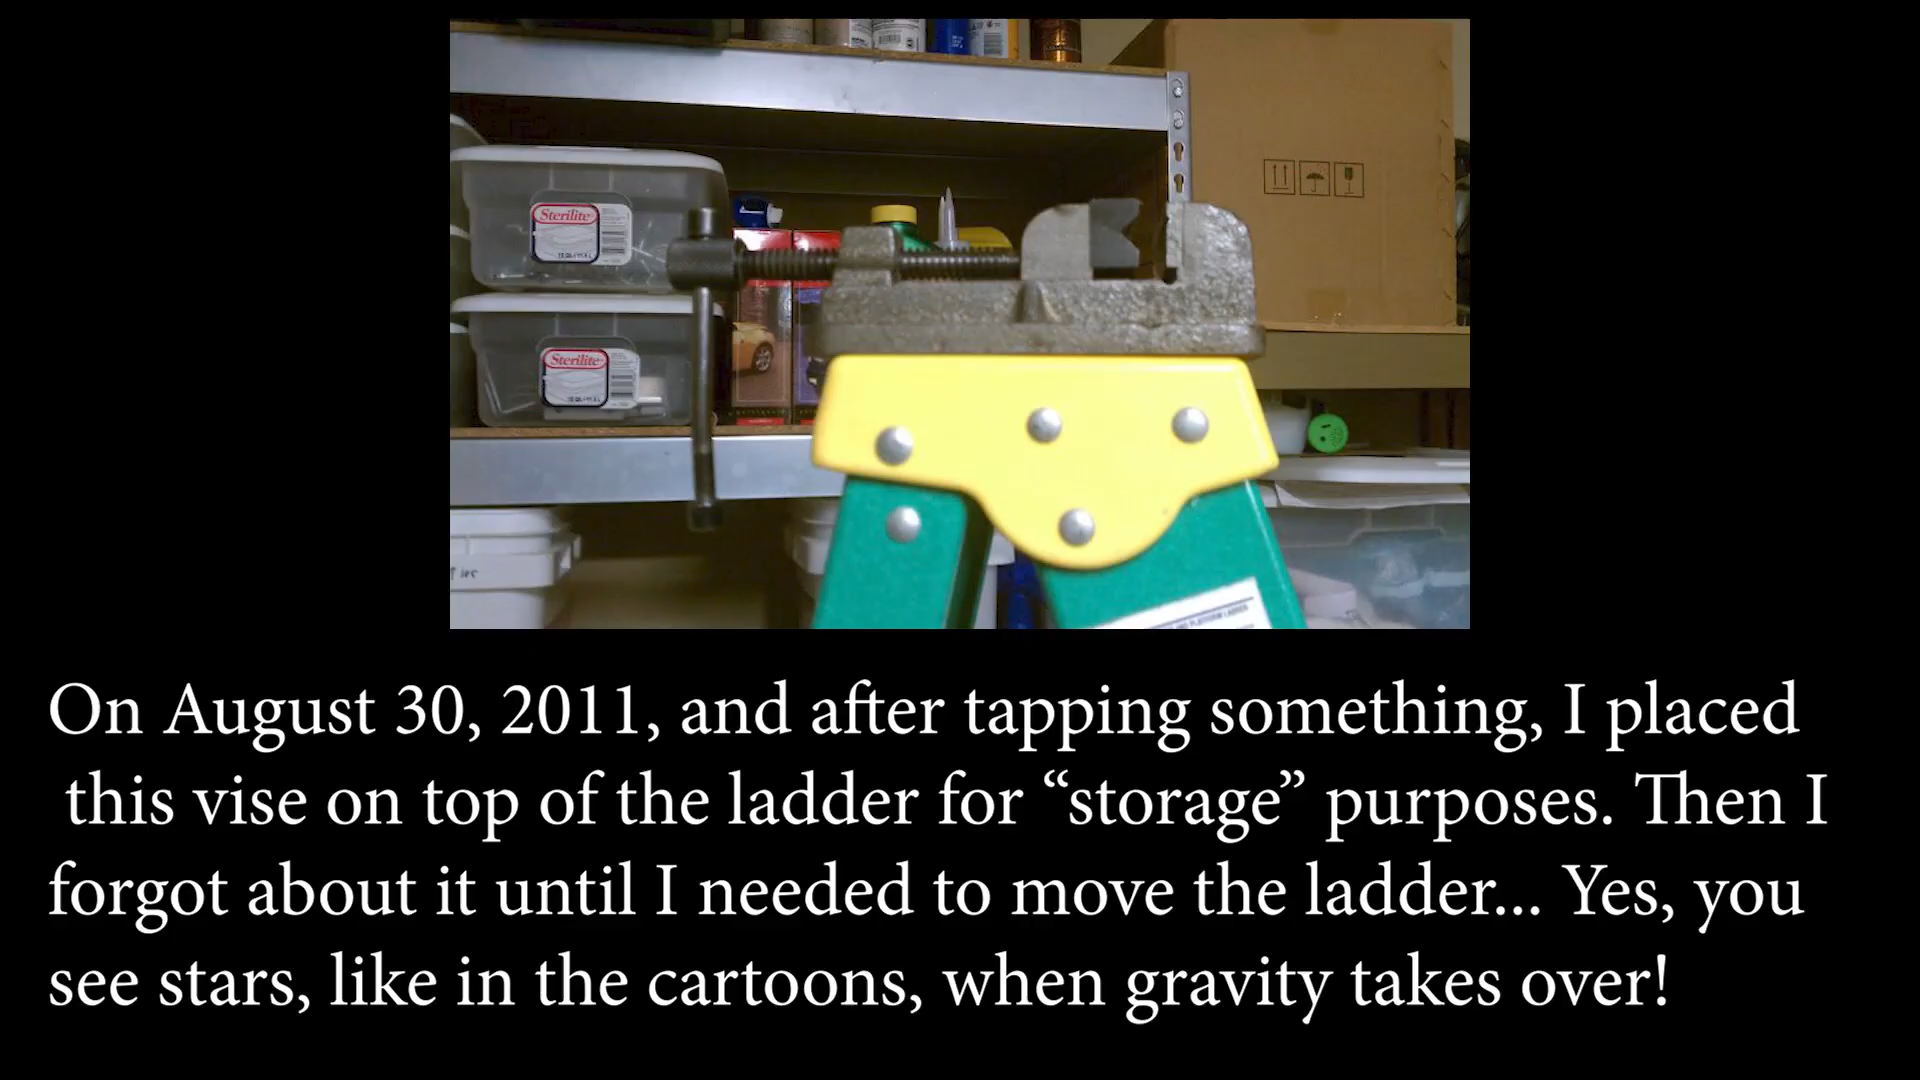 Sterilite
Sterilite
On August 30, 2011, and after tapping something, I placed
this vise on top of the ladder for “storage” purposes. Then I
forgot about it until I needed to move the ladder... Yes, you
see stars, like in the cartoons, when gravity takes over!